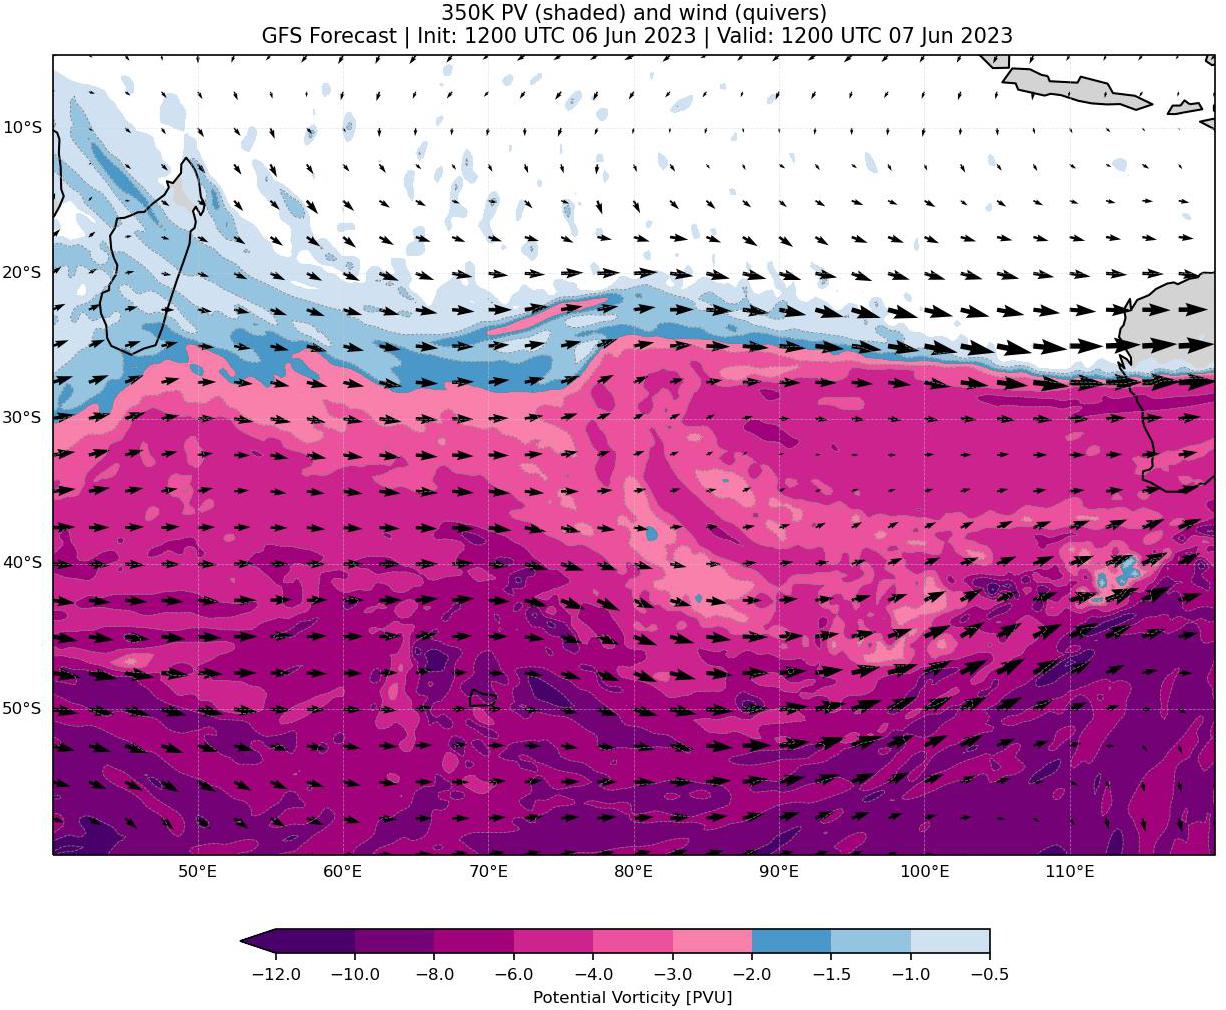 350K PV (shaded) and wind (quivers)
GFS Forecast | Init: 1200 UTC 06 Jun 2023 | Valid: 1200 UTC 07 Jun 2023
10°S
20°S
30°S
40°S
50°S
50°E 60°E 70°E 80°E 90°E 100°E 110°E
−12.0 −10.0 −8.0 −6.0 −4.0 −3.0 −2.0 −1.5 −1.0 −0.5
Potential Vorticity [PVU]